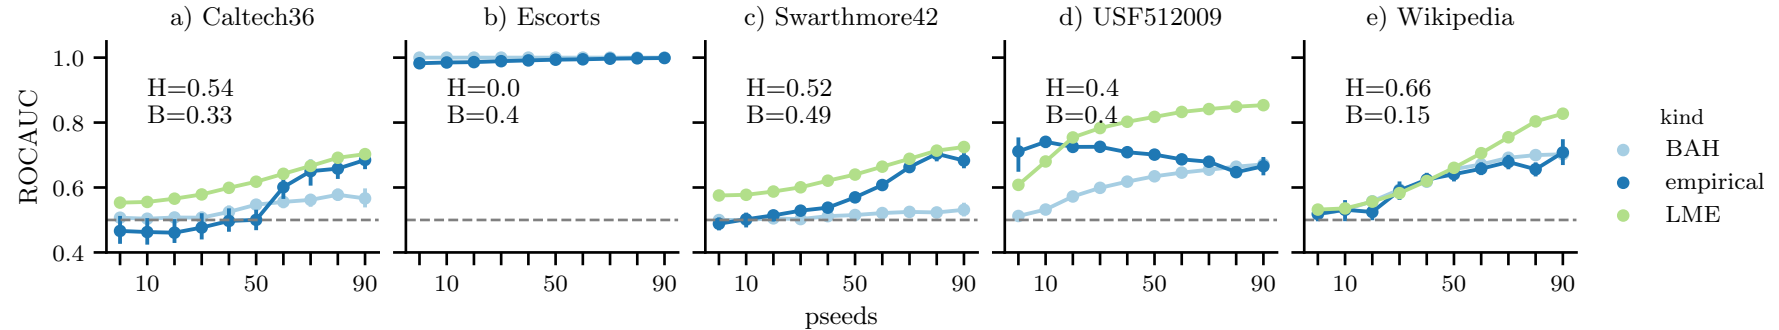 a) Caltech36
b) Escorts
c) Swarthmore42
d) USF512009
e) Wikipedia
ROCAUC
1.0
0.8
0.6
0.4
H=0.54
B=0.33
H=0.0
B=0.4
H=0.52
B=0.49
H=0.4
B=0.4
H=0.66
B=0.15
10
50
90
10
50
90
10
50
90
10
50
90
10
50
90
pseeds
kind
BAH
empirical
LME